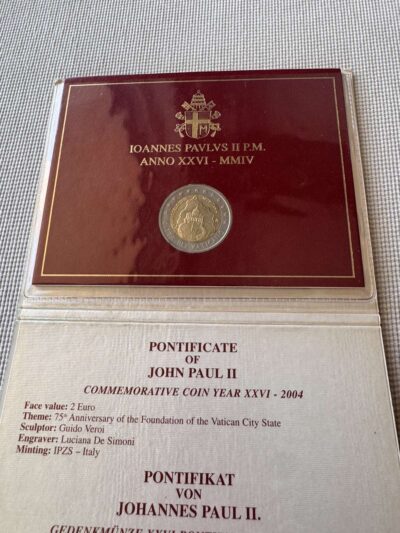 IOANNES PAVLVS II P.M.
ANNO XXVI - MMIV
PONTIFICATE
OF
JOHN PAUL II
COMMEMORATIVE COIN YEAR XXVI - 2004
Face value: 2 Euro
Theme: 75th Anniversary of the Foundation of the Vatican City State
Sculptor: Guido Veroi
Engraver: Luciana De Simoni
Minting: IPZS – Italy
PONTIFIKAT
VON
JOHANNES PAUL II.